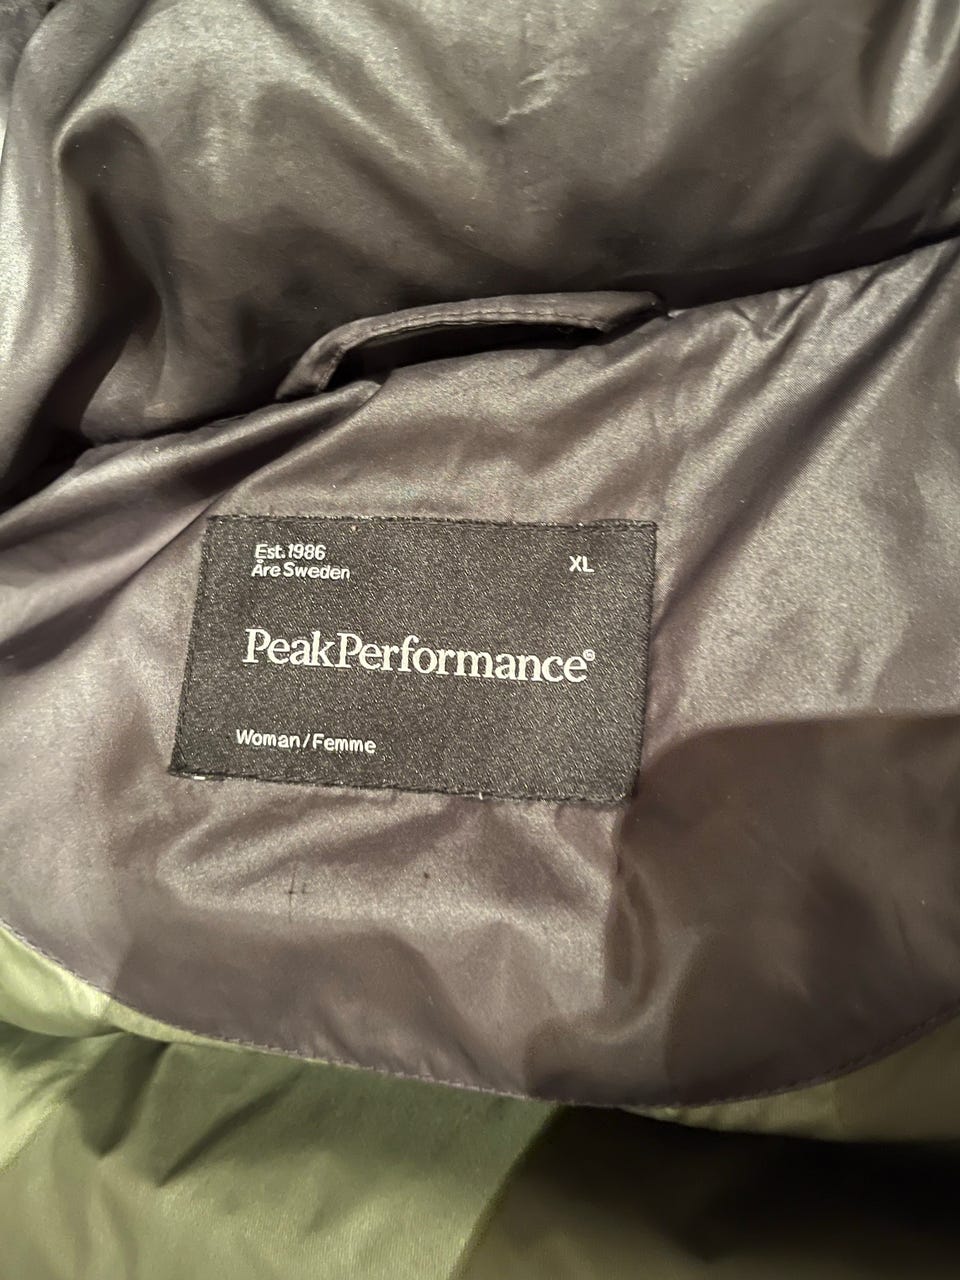 Est.1986
Åre Sweden
XL
PeakPerformance®
Woman/Femme